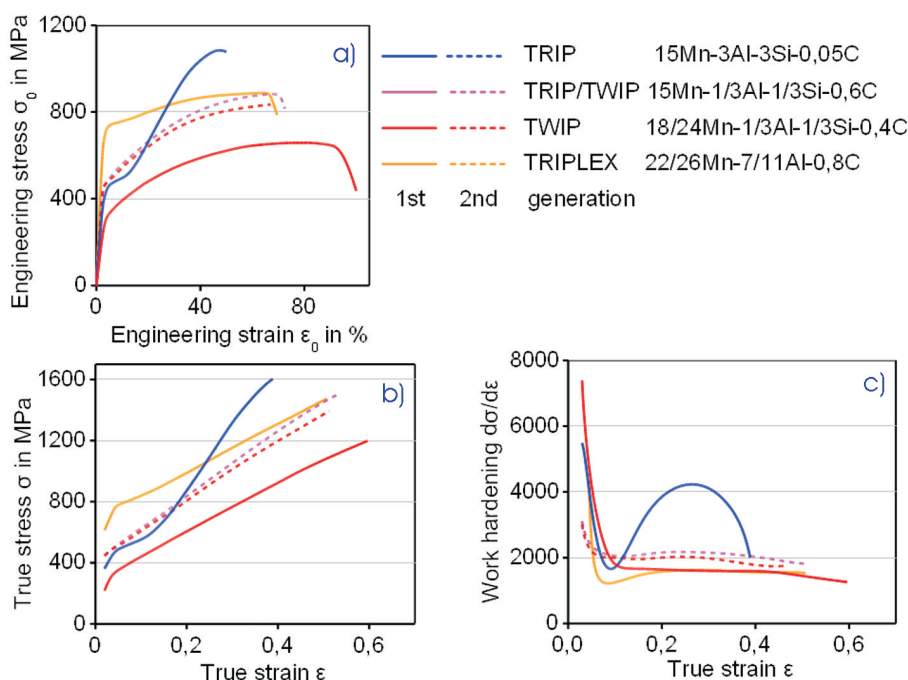 1200
800
400
0
0
40
80
Engineering stress σ0 in MPa
Engineering strain ε0 in %
a)
TRIP 15Mn-3Al-3Si-0,05C
TRIP/TWIP 15Mn-1/3Al-1/3Si-0,6C
TWIP 18/24Mn-1/3Al-1/3Si-0,4C
TRIPLEX 22/26Mn-7/11Al-0,8C
1st 2nd generation
1600
1200
800
400
0
0
0,2
0,4
0,6
True stress σ in MPa
True strain ε
b)
8000
6000
4000
2000
0
0,0
0,2
0,4
0,6
Work hardening dσ/dε
True strain ε
c)